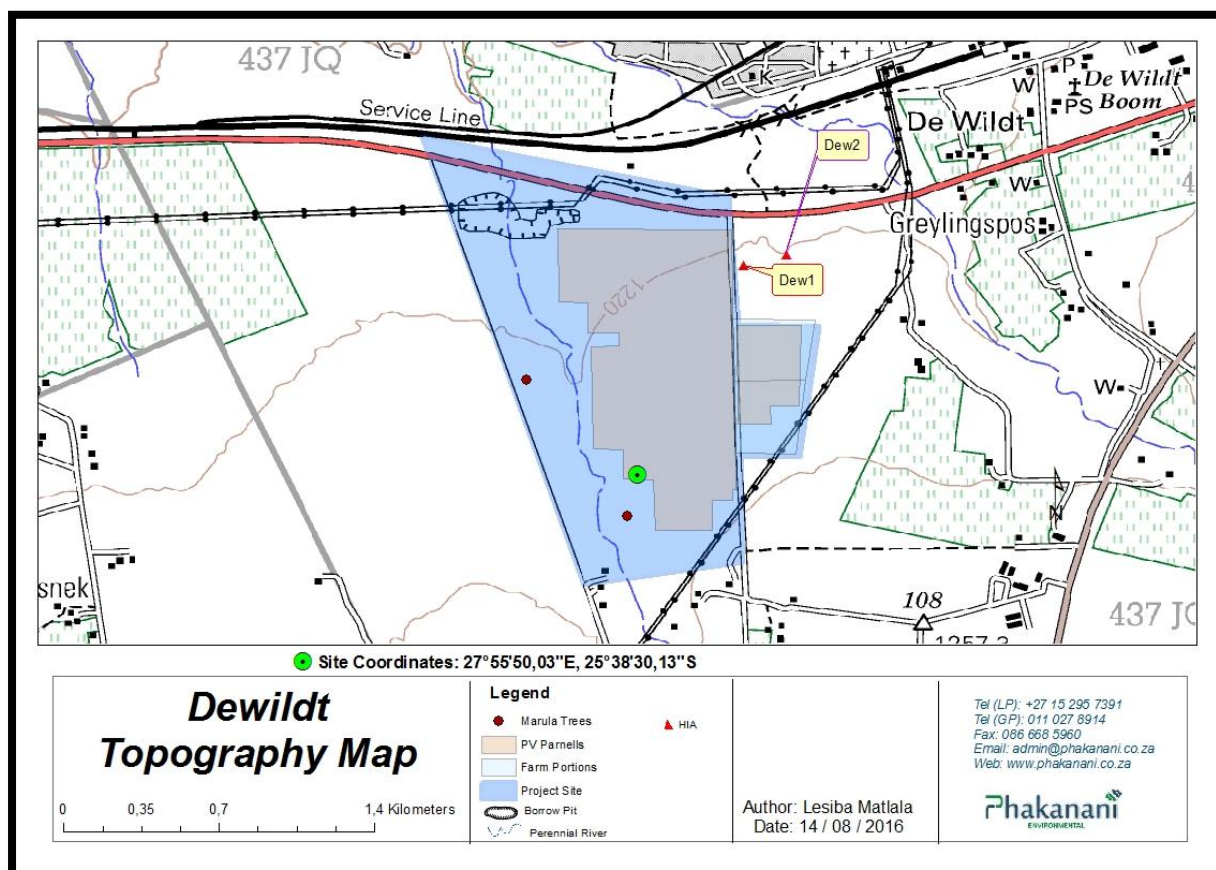 437 JQ
Service Line
K
W
P
De Wildt
PS
Boom
De Wildt
Dew2
W
Greylingspos
Dew1
1220
W
N
snek
108
1257,3
437 JQ
Site Coordinates: 27°55'50,03"E, 25°38'30,13"S
Dewildt
Topography Map
0 0,35 0,7 1,4 Kilometers
Legend
Marula Trees
HIA
PV Parnells
Farm Portions
Project Site
Borrow Pit
Perennial River
Author: Lesiba Matlala
Date: 14 / 08 / 2016
Tel (LP): +27 15 295 7391
Tel (GP): 011 027 8914
Fax: 086 668 5960
Email: admin@phakanani.co.za
Web: www.phakanani.co.za
Phakanani
ENVIRONMENTAL